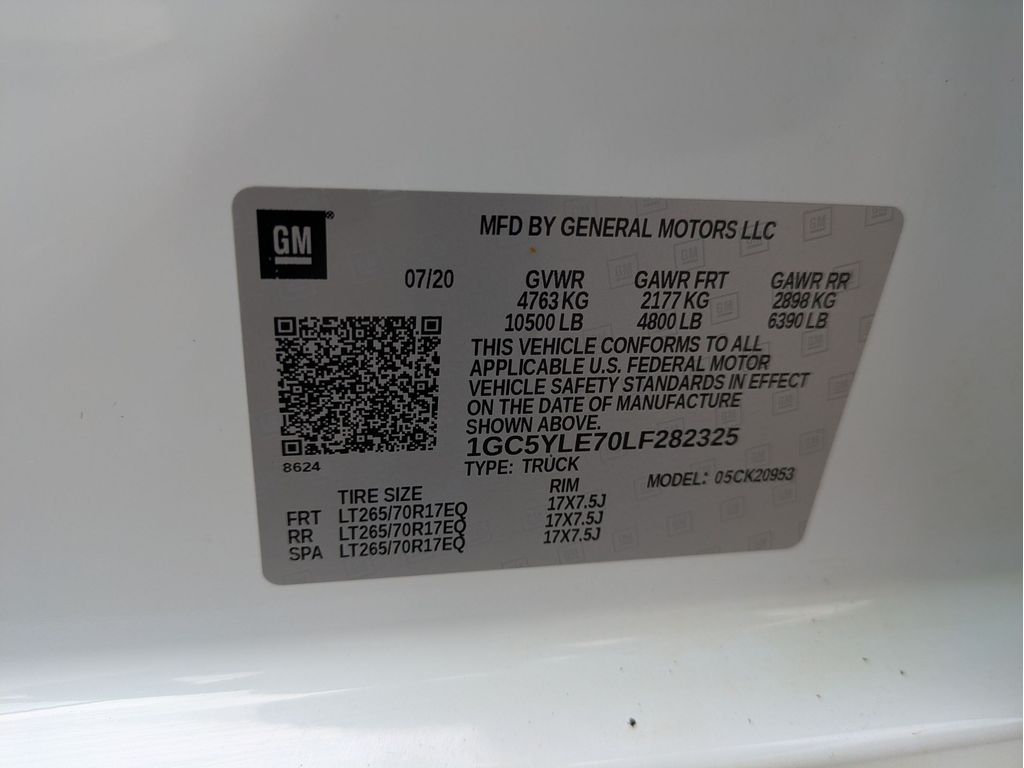 GM®
MFD BY GENERAL MOTORS LLC
07/20 GVWR GAWR FRT GAWR RR
4763 KG 2177 KG 2898 KG
10500 LB 4800 LB 6390 LB
THIS VEHICLE CONFORMS TO ALL
APPLICABLE U.S. FEDERAL MOTOR
VEHICLE SAFETY STANDARDS IN EFFECT
ON THE DATE OF MANUFACTURE
SHOWN ABOVE.
1GC5YLE70LF282325
8624
TYPE: TRUCK MODEL: 05CK20953
TIRE SIZE RIM
FRT LT265/70R17EQ 17X7.5J
RR LT265/70R17EQ 17X7.5J
SPA LT265/70R17EQ 17X7.5J